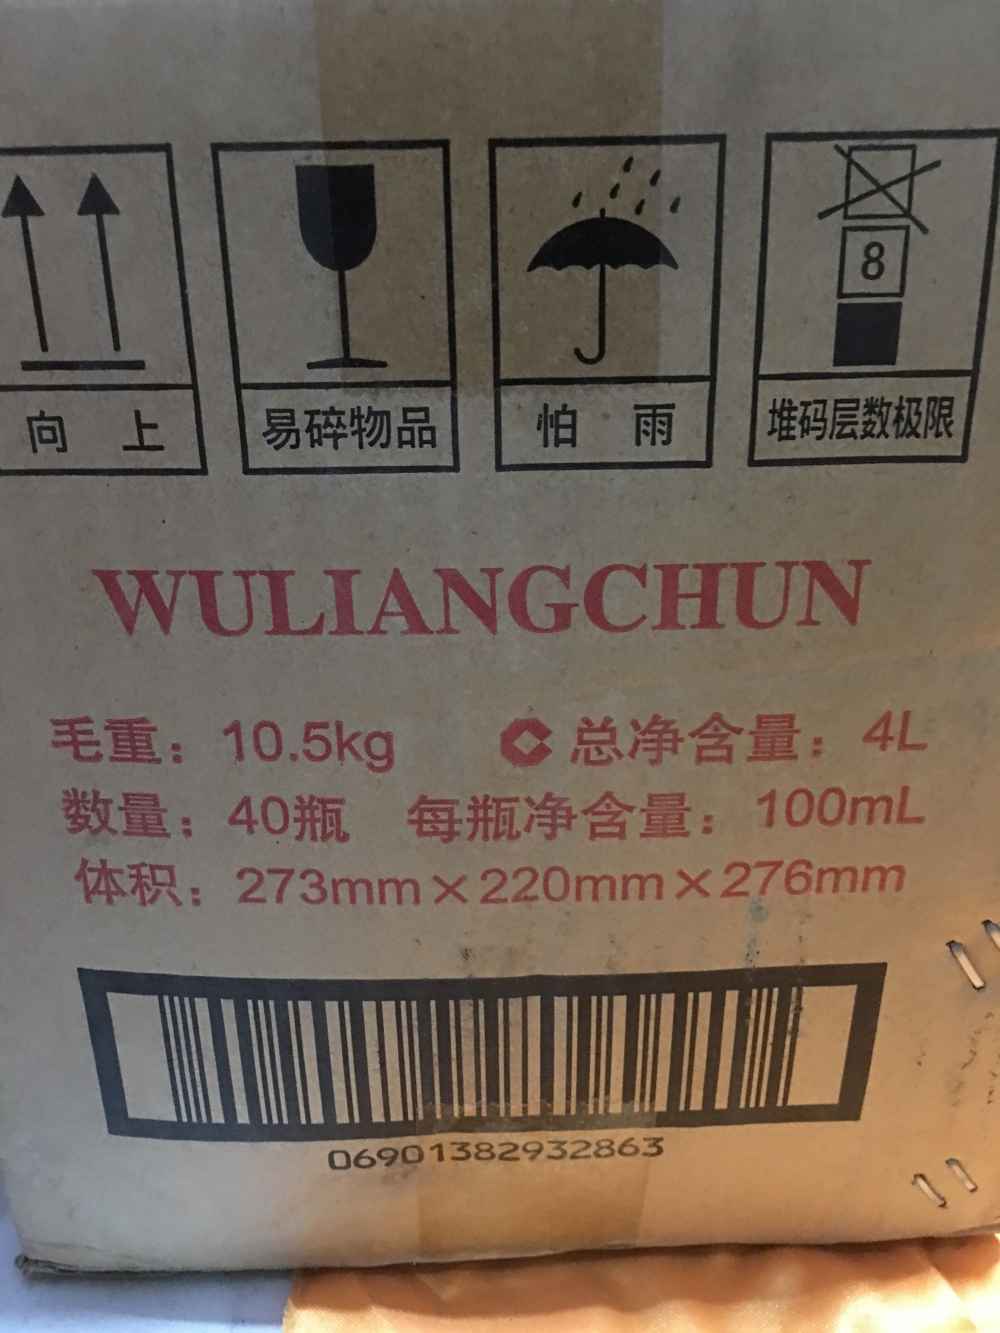 8
向 上 易碎物品 怕 雨 堆码层数极限
WULIANGCHUN
毛重：10.5kg 总净含量：4L
数量：40瓶 每瓶净含量：100mL
体积：273mm×220mm×276mm
06901382932863